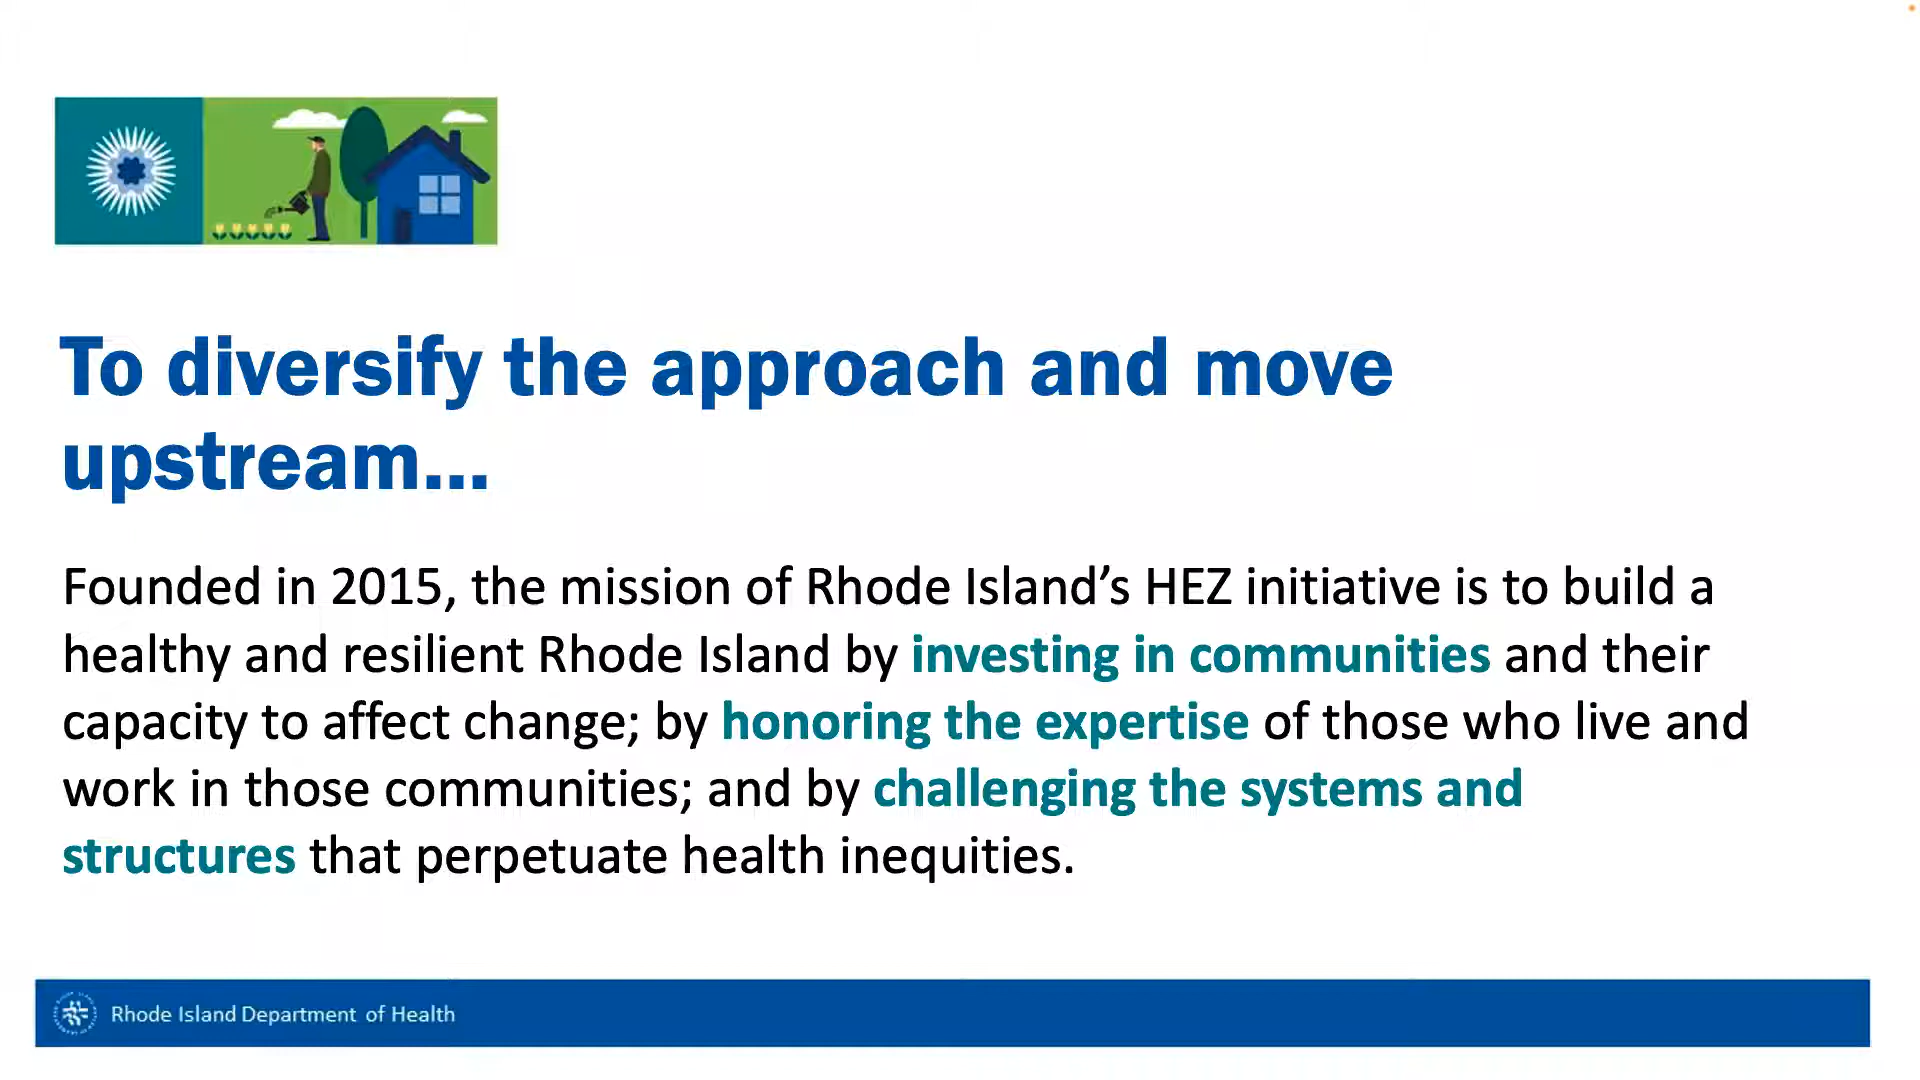 To diversify the approach and move
upstream...
Founded in 2015, the mission of Rhode Island’s HEZ initiative is to build a
healthy and resilient Rhode Island by investing in communities and their
capacity to affect change; by honoring the expertise of those who live and
work in those communities; and by challenging the systems and
structures that perpetuate health inequities.
Rhode Island Department of Health